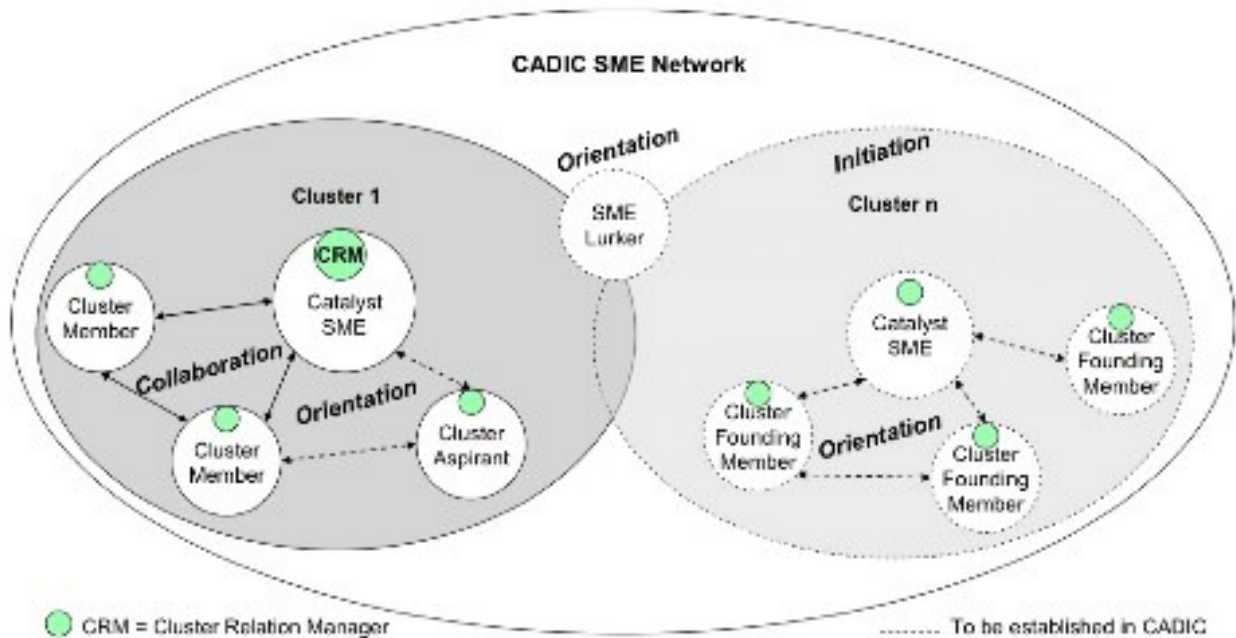 CADIC SME Network
Orientation
Initiation
Cluster 1
SME
Lurker
Cluster n
CRM
Catalyst
SME
Cluster
Member
Collaboration
Orientation
Cluster
Member
Cluster
Aspirant
Catalyst
SME
Cluster
Founding
Member
Cluster
Founding
Member
Orientation
Cluster
Founding
Member
CRM = Cluster Relation Manager
To be established in CADIC